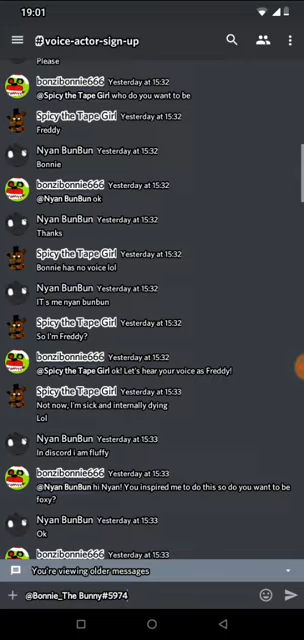 19:01
#voice-actor-sign-up
Please
bonzibonnie666 Yesterday at 15:32
@Spicy the Tape Girl who do you want to be
Spicy the Tape Girl Yesterday at 15:32
Freddy
Nyan BunBun Yesterday at 15:32
Bonnie
bonzibonnie666 Yesterday at 15:32
@Nyan BunBun ok
Nyan BunBun Yesterday at 15:32
Thanks
Spicy the Tape Girl Yesterday at 15:32
Bonnie has no voice lol
Nyan BunBun Yesterday at 15:32
IT s me nyan bunbun
Spicy the Tape Girl Yesterday at 15:32
So I'm Freddy?
bonzibonnie666 Yesterday at 15:32
@Spicy the Tape Girl ok! Let's hear your voice as Freddy!
Spicy the Tape Girl Yesterday at 15:33
Not now, I'm sick and internally dying
Lol
Nyan BunBun Yesterday at 15:33
In discord i am fluffy
bonzibonnie666 Yesterday at 15:33
@Nyan BunBun hi Nyan! You inspired me to do this so do you want to be
foxy?
Nyan BunBun Yesterday at 15:33
Ok
bonzibonnie666 Yesterday at 15:33
You're viewing older messages
@Bonnie_The Bunny#5974